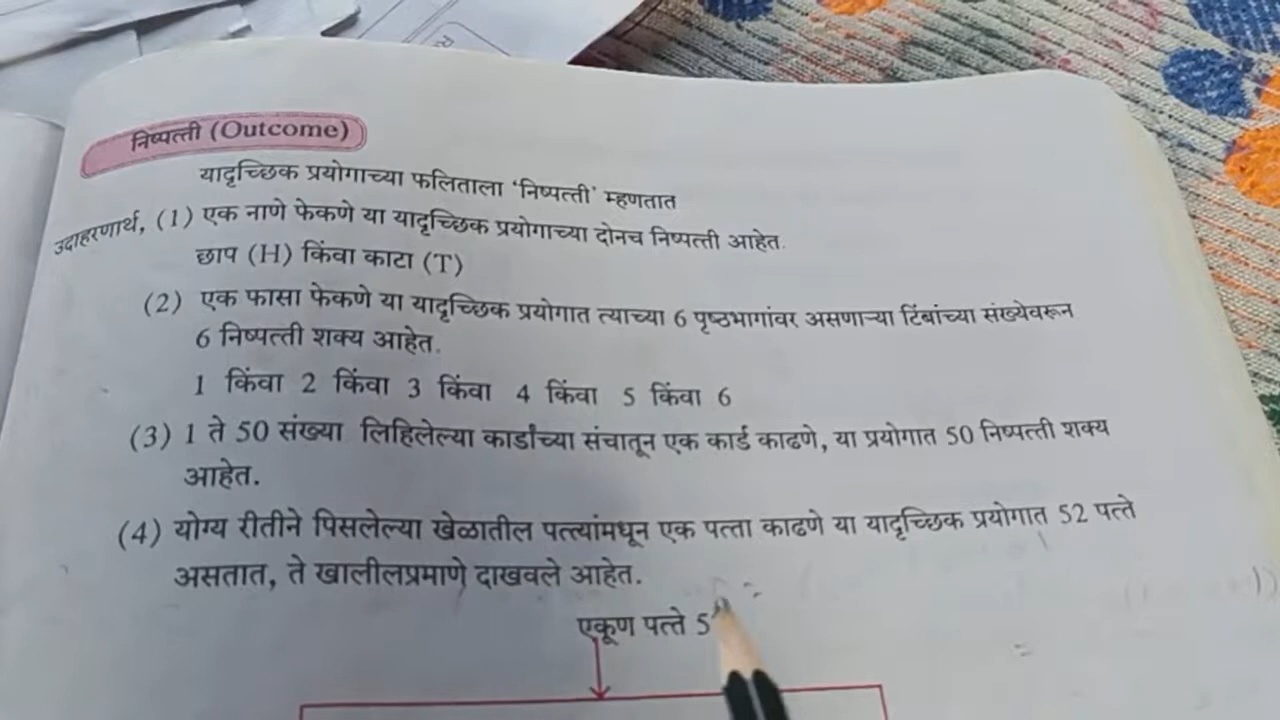 निष्पत्ती (Outcome)
यादृच्छिक प्रयोगाच्या फलिताला ‘निष्पत्ती’ म्हणतात
उदाहरणार्थ, (1) एक नाणे फेकणे या यादृच्छिक प्रयोगाच्या दोनच निष्पत्ती आहेत.
छाप (H) किंवा काटा (T)
(2) एक फासा फेकणे या यादृच्छिक प्रयोगात त्याच्या 6 पृष्ठभागांवर असणाऱ्या टिंबांच्या संख्येवरून
6 निष्पत्ती शक्य आहेत.
1 किंवा 2 किंवा 3 किंवा 4 किंवा 5 किंवा 6
(3) 1 ते 50 संख्या लिहिलेल्या कार्डांच्या संचातून एक कार्ड काढणे, या प्रयोगात 50 निष्पत्ती शक्य
आहेत.
(4) योग्य रीतीने पिसलेल्या खेळातील पत्त्यांमधून एक पत्ता काढणे या यादृच्छिक प्रयोगात 52 पत्ते
असतात, ते खालीलप्रमाणे दाखवले आहेत.
एकूण पत्ते 5